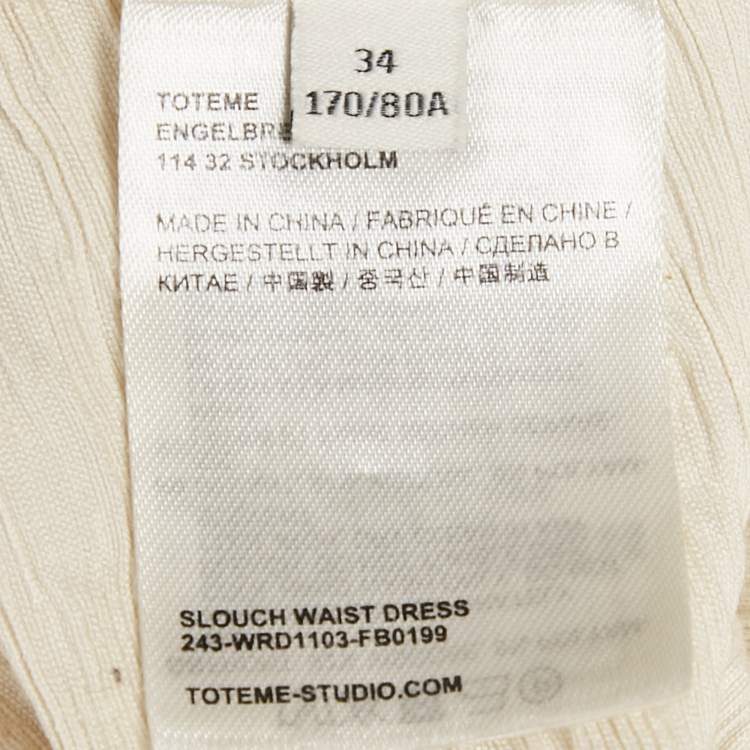 34
170/80A
TOTEME
ENGELBRE
114 32 STOCKHOLM
MADE IN CHINA / FABRIQUÉ EN CHINE /
HERGESTELLT IN CHINA / СДЕЛАНО В
КИТАЕ / 中国製 / 중국산 / 中国制造
SLOUCH WAIST DRESS
243-WRD1103-FB0199
TOTEME-STUDIO.COM